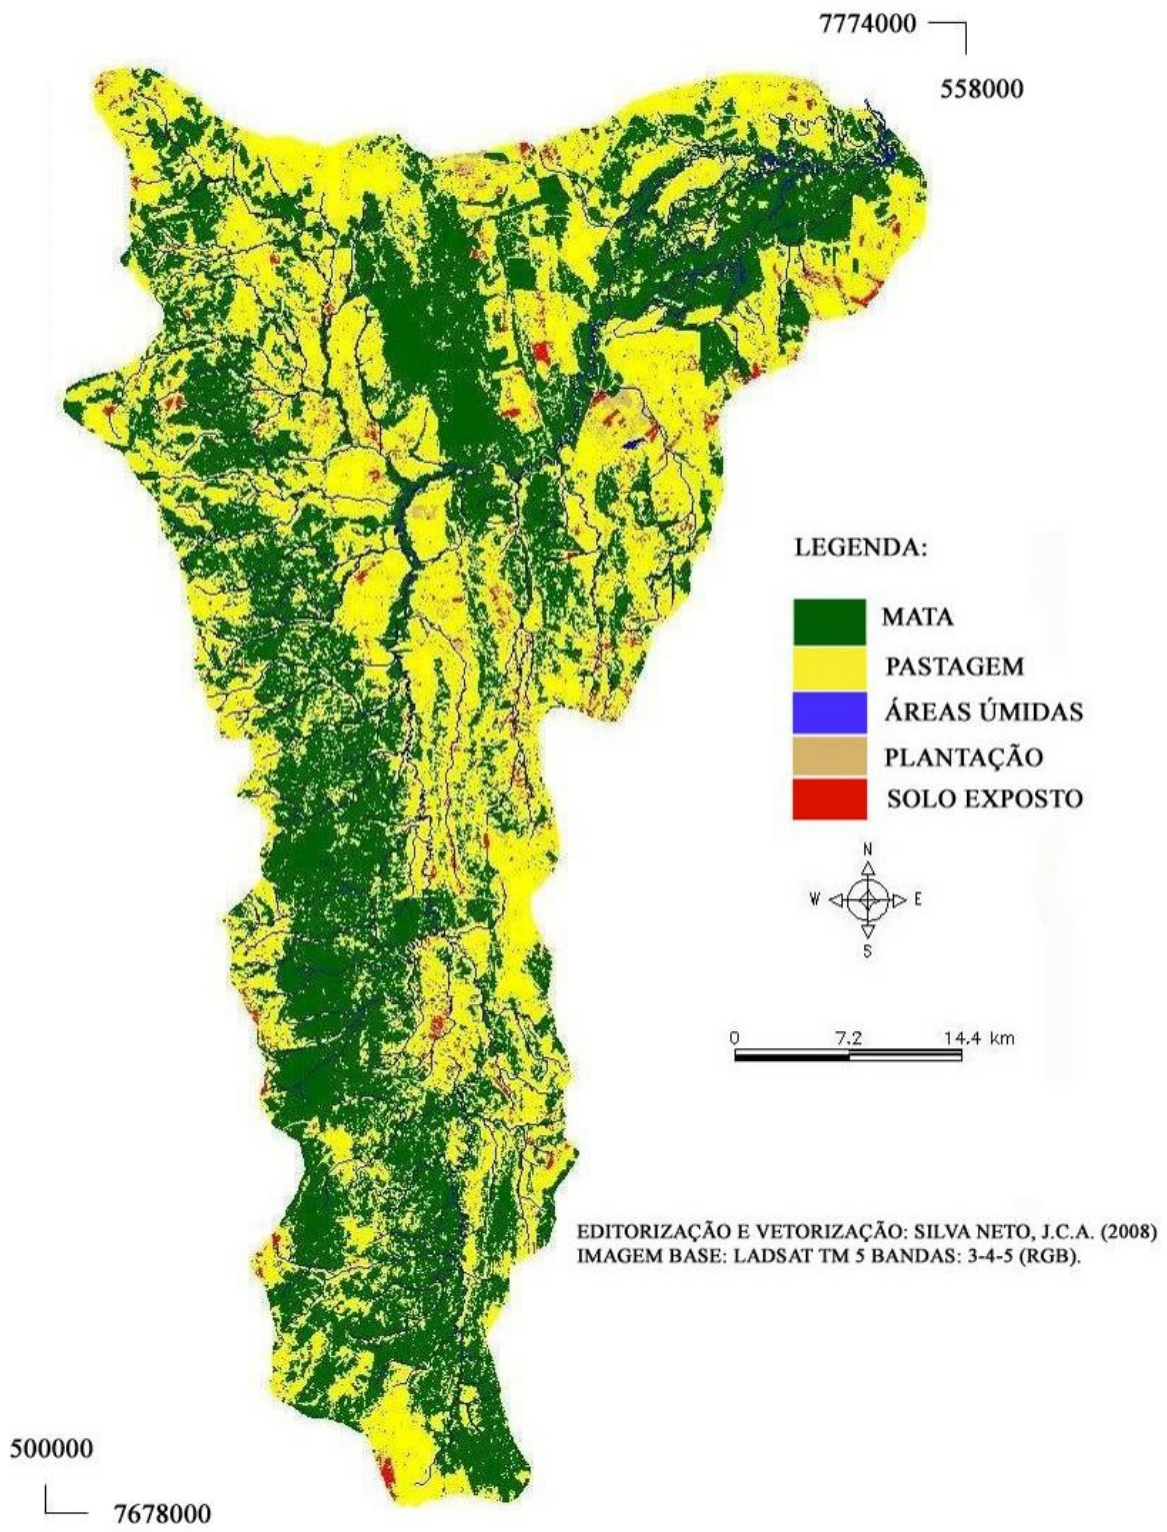 7774000
558000
LEGENDA:
MATA
PASTAGEM
ÁREAS ÚMIDAS
PLANTAÇÃO
SOLO EXPOSTO
N
W E
S
0 7.2 14.4 km
EDITORIZAÇÃO E VETORIZAÇÃO: SILVA NETO, J.C.A. (2008)
IMAGEM BASE: LADSAT TM 5 BANDAS: 3-4-5 (RGB).
500000
7678000